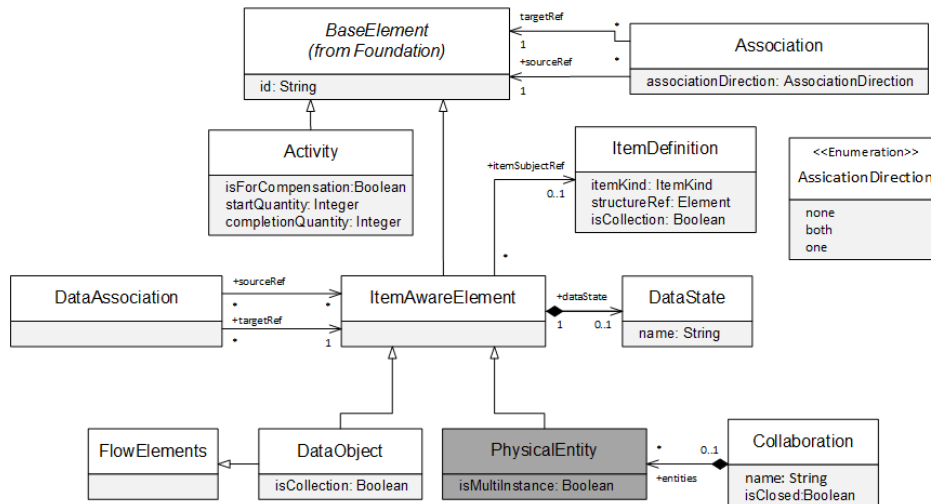 BaseElement
(from Foundation)
id: String
targetRef
*
1
+sourceRef
*
1
Association
associationDirection: AssociationDirection
Activity
isForCompensation:Boolean
startQuantity: Integer
completionQuantity: Integer
+itemSubjectRef
0..1
*
ItemDefinition
itemKind: ItemKind
structureRef: Element
isCollection: Boolean
<<Enumeration>>
AssicationDirection
none
both
one
DataAssociation
+sourceRef
*
*
+targetRef
*
1
ItemAwareElement
+dataState
1
0..1
DataState
name: String
FlowElements
DataObject
isCollection: Boolean
PhysicalEntity
isMultiInstance: Boolean
*
0..1
+entities
Collaboration
name: String
isClosed:Boolean